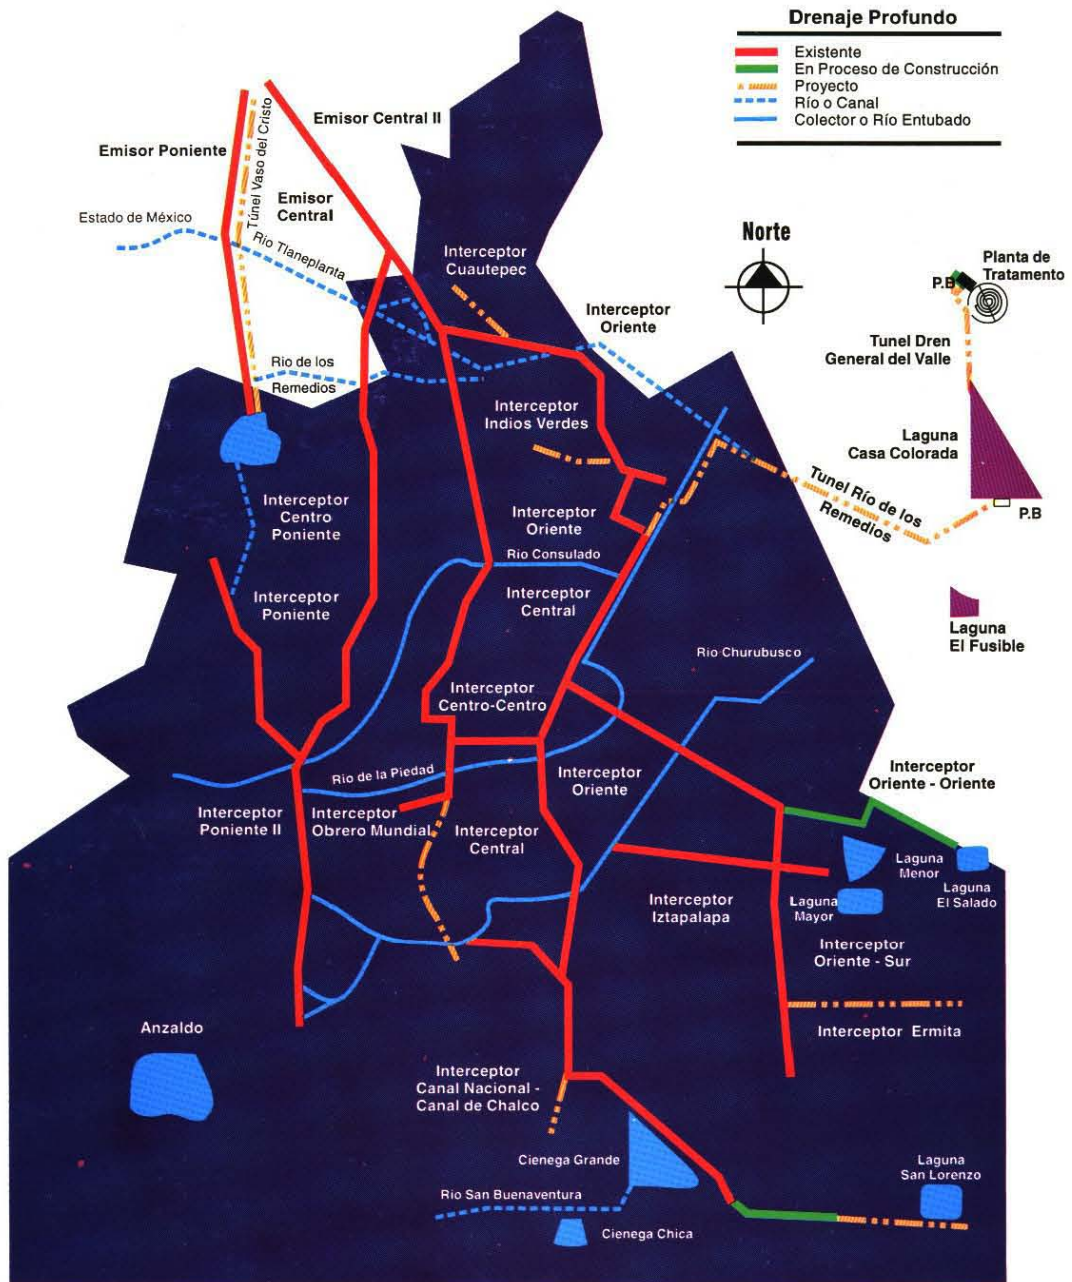 Drenaje Profundo
Existente
En Proceso de Construcción
Proyecto
Río o Canal
Colector o Río Entubado
Emisor Central II
Emisor Poniente
Túnel Vaso del Cristo
Emisor
Central
Estado de México
Río Tlaneplanta
Interceptor
Cuautepec
Norte
Planta de
Tratamento
P.B
Interceptor
Oriente
Tunel Dren
General del Valle
Rio de los
Remedios
Interceptor
Indios Verdes
Laguna
Casa Colorada
Tunel Río de los
Remedios
P.B
Interceptor
Centro
Poniente
Interceptor
Oriente
Rio Consulado
Interceptor
Central
Interceptor
Poniente
Laguna
El Fusible
Rio Churubusco
Interceptor
Centro-Centro
Rio de la Piedad
Interceptor
Oriente
Interceptor
Oriente - Oriente
Interceptor
Poniente II
Interceptor
Obrero Mundial
Interceptor
Central
Laguna
Menor
Laguna
El Salado
Interceptor
Iztapalapa
Laguna
Mayor
Interceptor
Oriente - Sur
Anzaldo
Interceptor Ermita
Interceptor
Canal Nacional -
Canal de Chalco
Cienega Grande
Laguna
San Lorenzo
Rio San Buenaventura
Cienega Chica